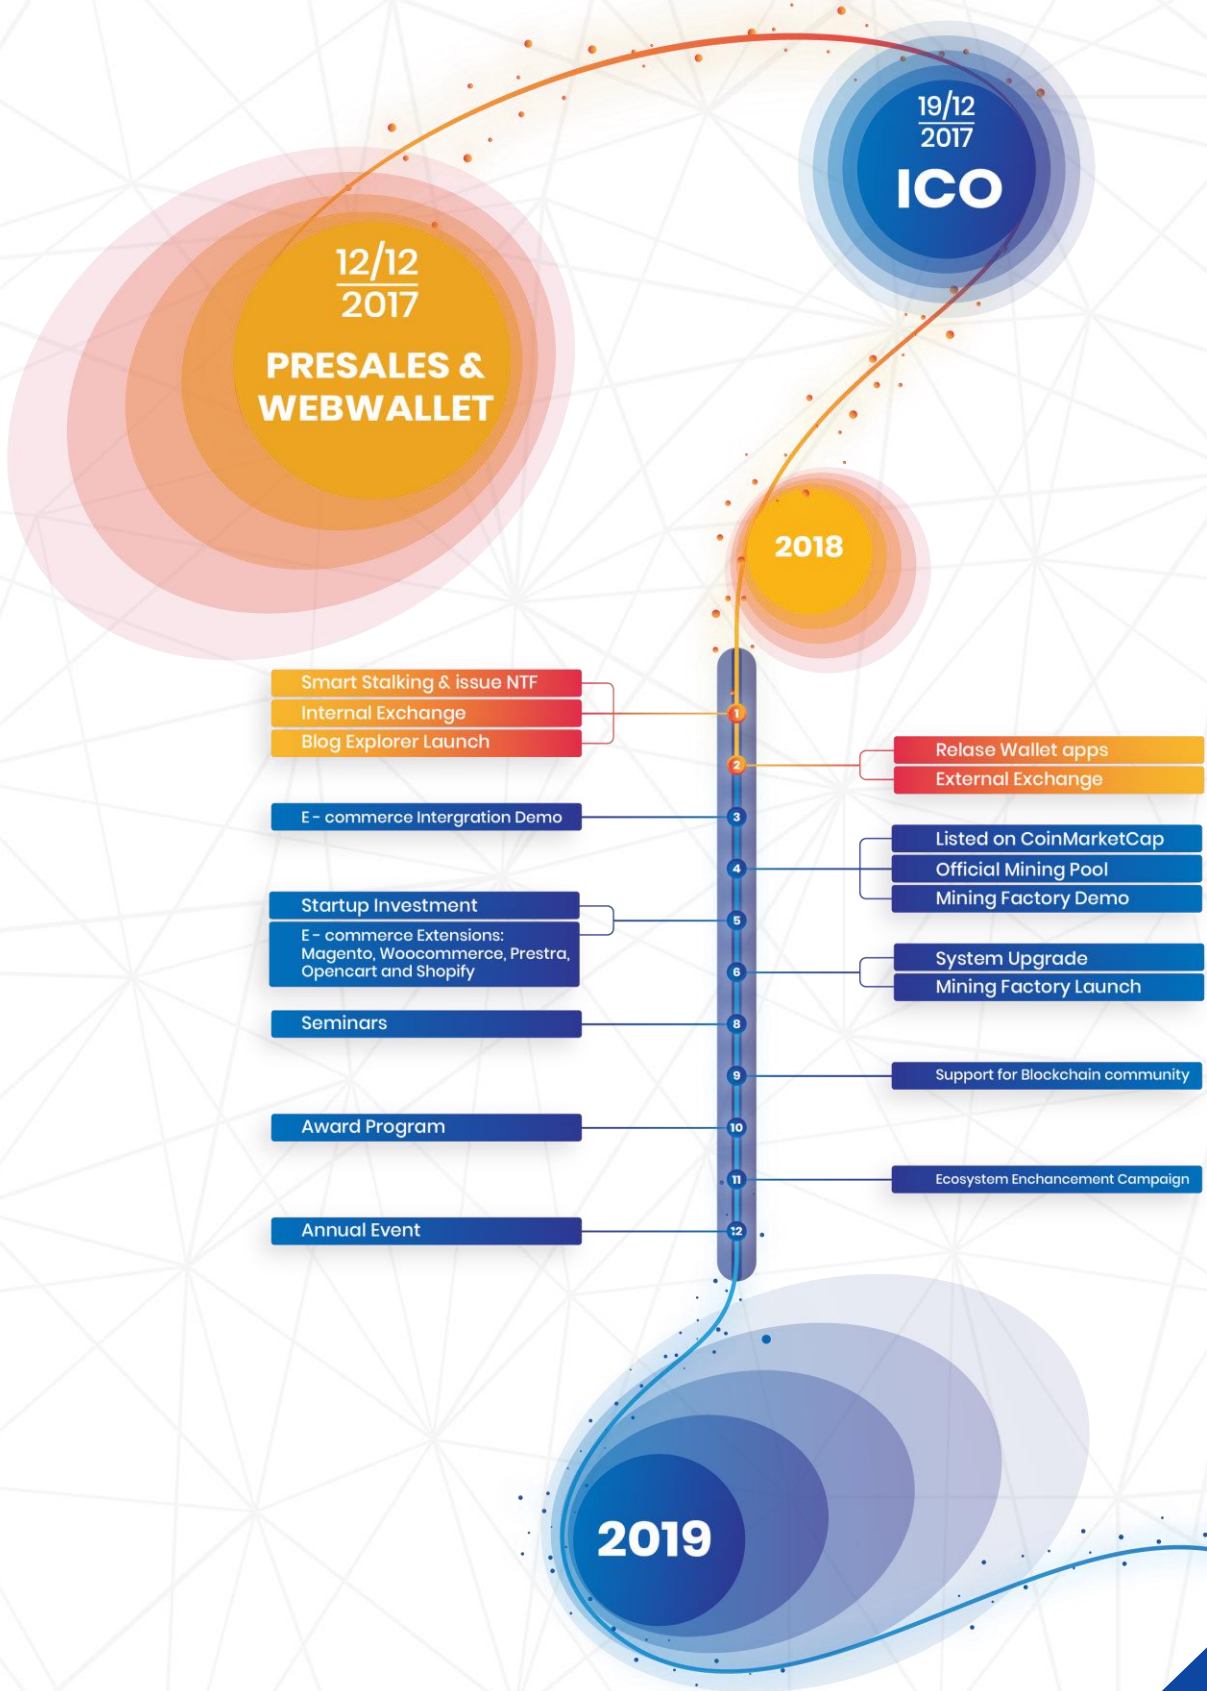 19/12
2017
ICO
12/12
2017
PRESALES &
WEBWALLET
2018
Smart Stalking & issue NTF
Internal Exchange
Blog Explorer Launch
1
2
Relase Wallet apps
External Exchange
E - commerce Intergration Demo
3
4
Listed on CoinMarketCap
Official Mining Pool
Mining Factory Demo
Startup Investment
E - commerce Extensions:
Magento, Woocommerce, Prestra,
Opencart and Shopify
5
6
System Upgrade
Mining Factory Launch
Seminars
8
9
Support for Blockchain community
Award Program
10
11
Ecosystem Enchancement Campaign
Annual Event
12
2019